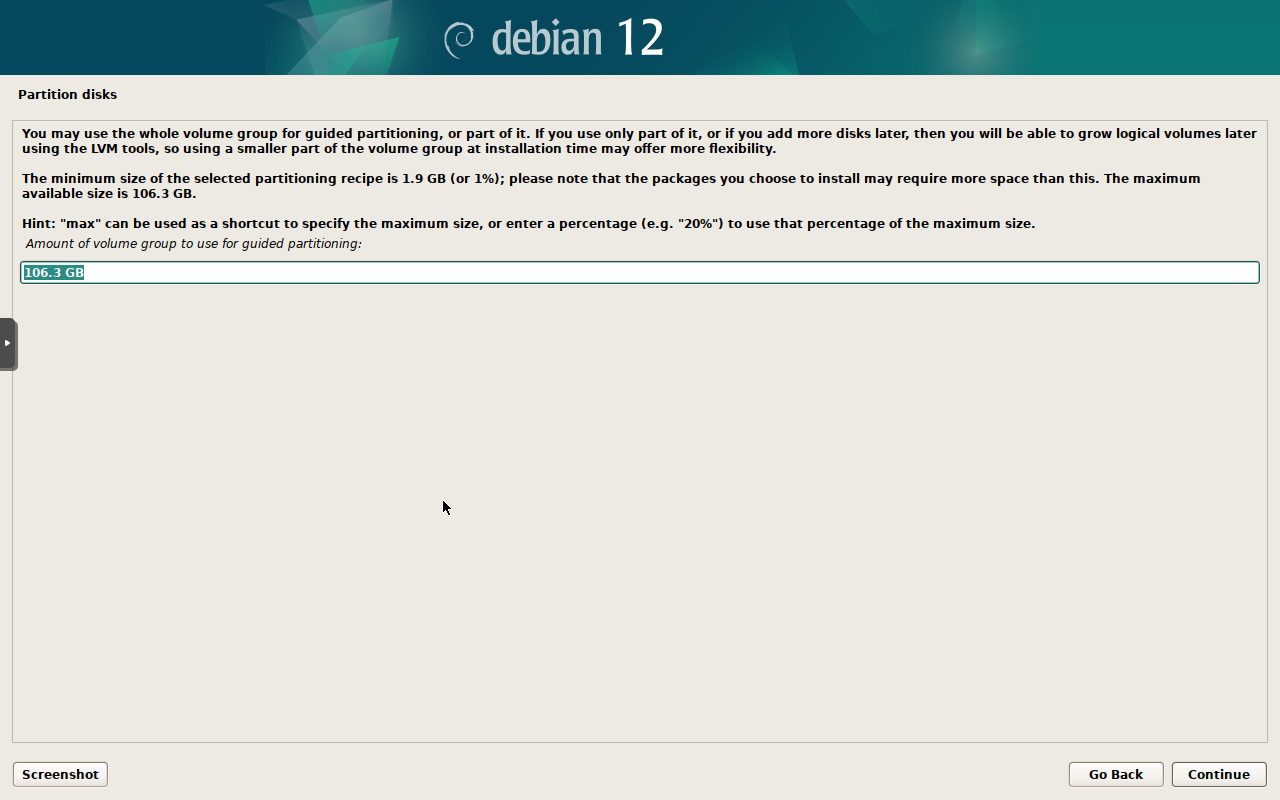 debian 12
Partition disks
You may use the whole volume group for guided partitioning, or part of it. If you use only part of it, or if you add more disks later, then you will be able to grow logical volumes later
using the LVM tools, so using a smaller part of the volume group at installation time may offer more flexibility.
The minimum size of the selected partitioning recipe is 1.9 GB (or 1%); please note that the packages you choose to install may require more space than this. The maximum
available size is 106.3 GB.
Hint: "max" can be used as a shortcut to specify the maximum size, or enter a percentage (e.g. "20%") to use that percentage of the maximum size.
Amount of volume group to use for guided partitioning:
106.3 GB
Screenshot
Go Back
Continue